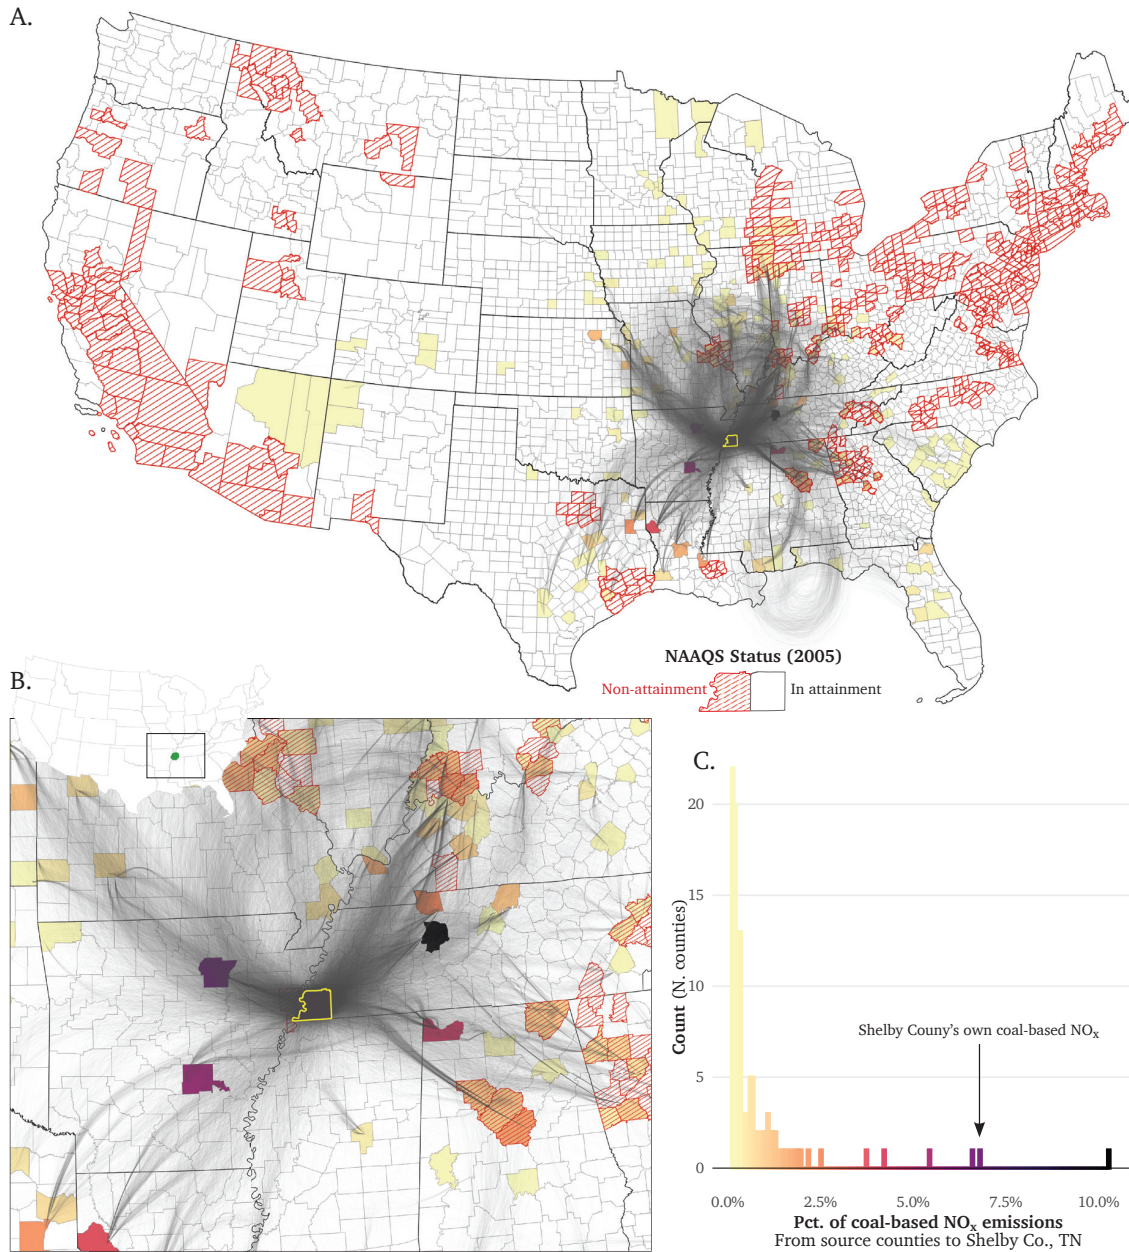 A.
NAAQS Status (2005)
Non-attainment In attainment
B.
C.
20
15
10
5
0
Count (N. counties)
Shelby Couny's own coal-based NOx
0.0% 2.5% 5.0% 7.5% 10.0%
Pct. of coal-based NOx emissions
From source counties to Shelby Co., TN